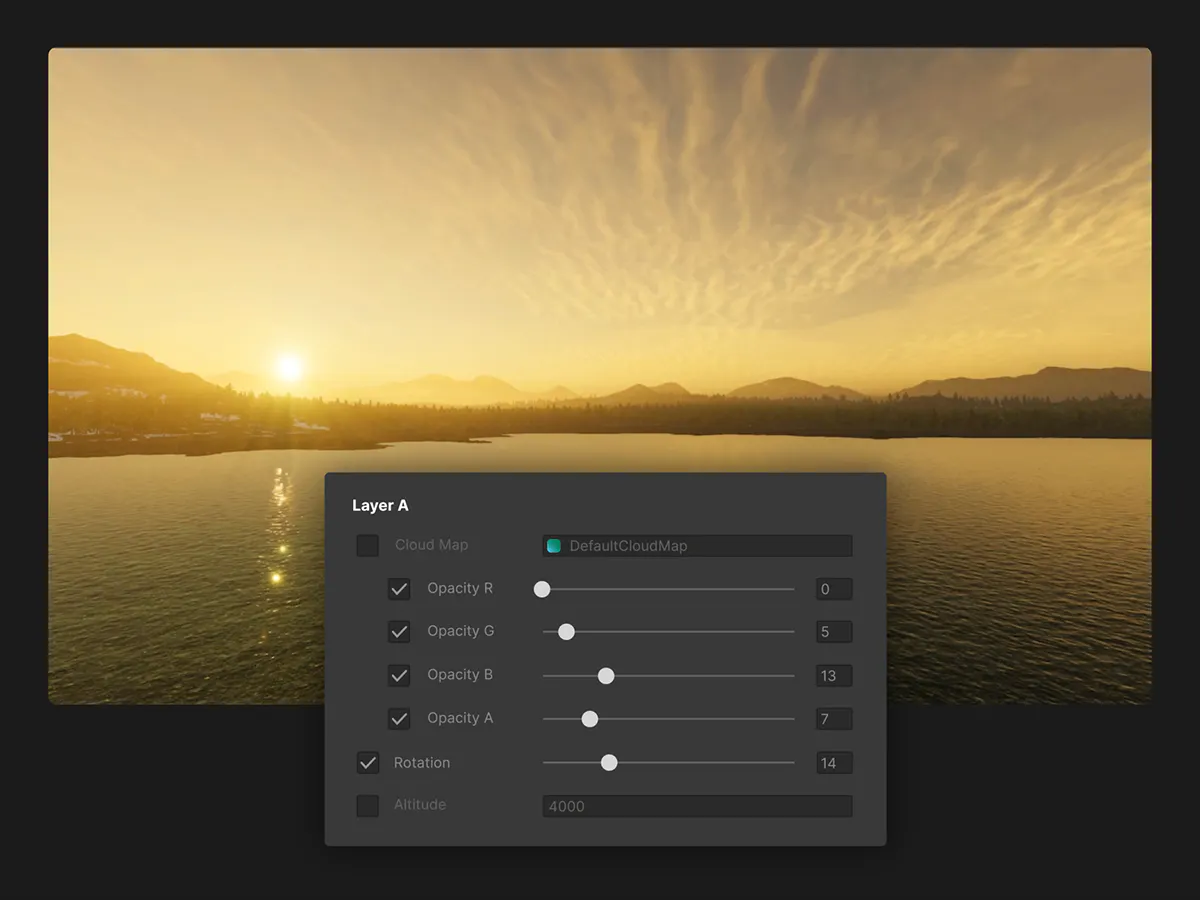 Layer A
Cloud Map DefaultCloudMap
Opacity R 0
Opacity G 5
Opacity B 13
Opacity A 7
Rotation 14
Altitude 4000